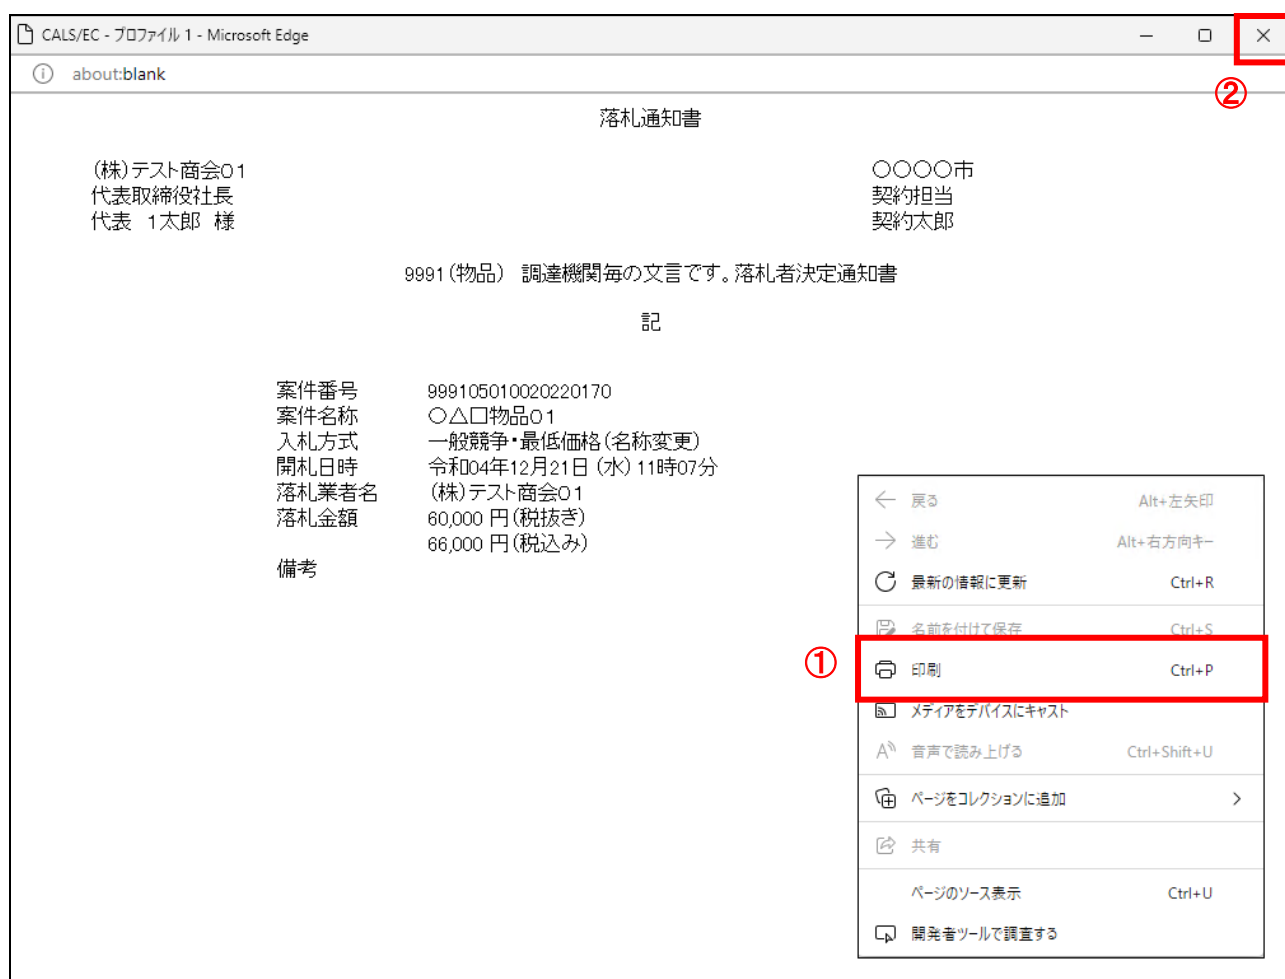 CALS/EC - プロファイル 1 - Microsoft Edge
about:blank
②
落札通知書
(株)テスト商会01
代表取締役社長
代表 1太郎 様
○○○○市
契約担当
契約太郎
9991(物品) 調達機関毎の文言です。落札者決定通知書
記
案件番号 999105010020220170
案件名称 ○△□物品01
入札方式 一般競争・最低価格(名称変更)
開札日時 令和04年12月21日(水)11時07分
落札業者名 (株)テスト商会01
落札金額 60,000 円(税抜き)
66,000 円(税込み)
備考
戻る Alt+左矢印
進む Alt+右方向キー
最新の情報に更新 Ctrl+R
名前を付けて保存 Ctrl+S
① 印刷 Ctrl+P
メディアをデバイスにキャスト
音声で読み上げる Ctrl+Shift+U
ページをコレクションに追加
共有
ページのソース表示 Ctrl+U
開発者ツールで調査する